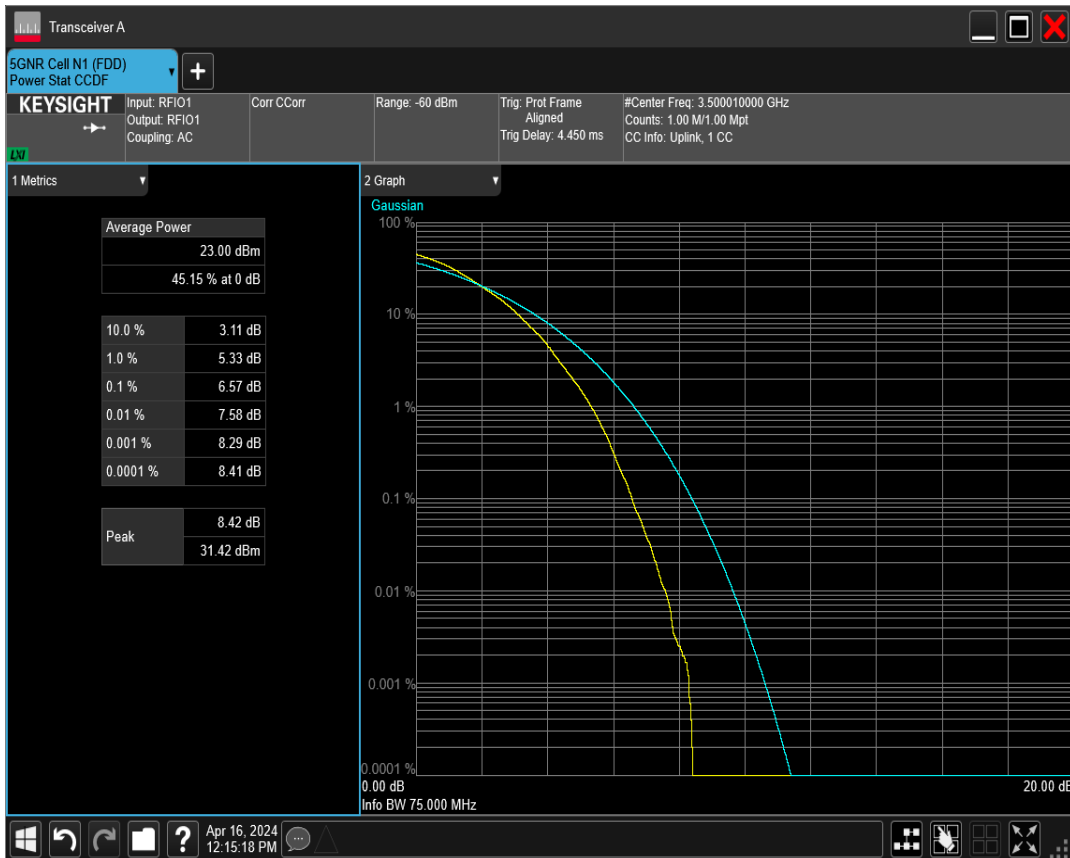 Transceiver A
5GNR Cell N1 (FDD)
Power Stat CCDF
+
KEYSIGHT
LXI
Input: RFIO1
Output: RFIO1
Coupling: AC
Corr CCorr
Range: -60 dBm
Trig: Prot Frame
Aligned
Trig Delay: 4.450 ms
#Center Freq: 3.500010000 GHz
Counts: 1.00 M/1.00 Mpt
CC Info: Uplink, 1 CC
1 Metrics
Average Power
23.00 dBm
45.15 % at 0 dB
10.0 % 3.11 dB
1.0 % 5.33 dB
0.1 % 6.57 dB
0.01 % 7.58 dB
0.001 % 8.29 dB
0.0001 % 8.41 dB
Peak
8.42 dB
31.42 dBm
2 Graph
Gaussian
100 %
10 %
1 %
0.1 %
0.01 %
0.001 %
0.0001 %
0.00 dB 20.00 dB
Info BW 75.000 MHz
?
Apr 16, 2024
12:15:18 PM